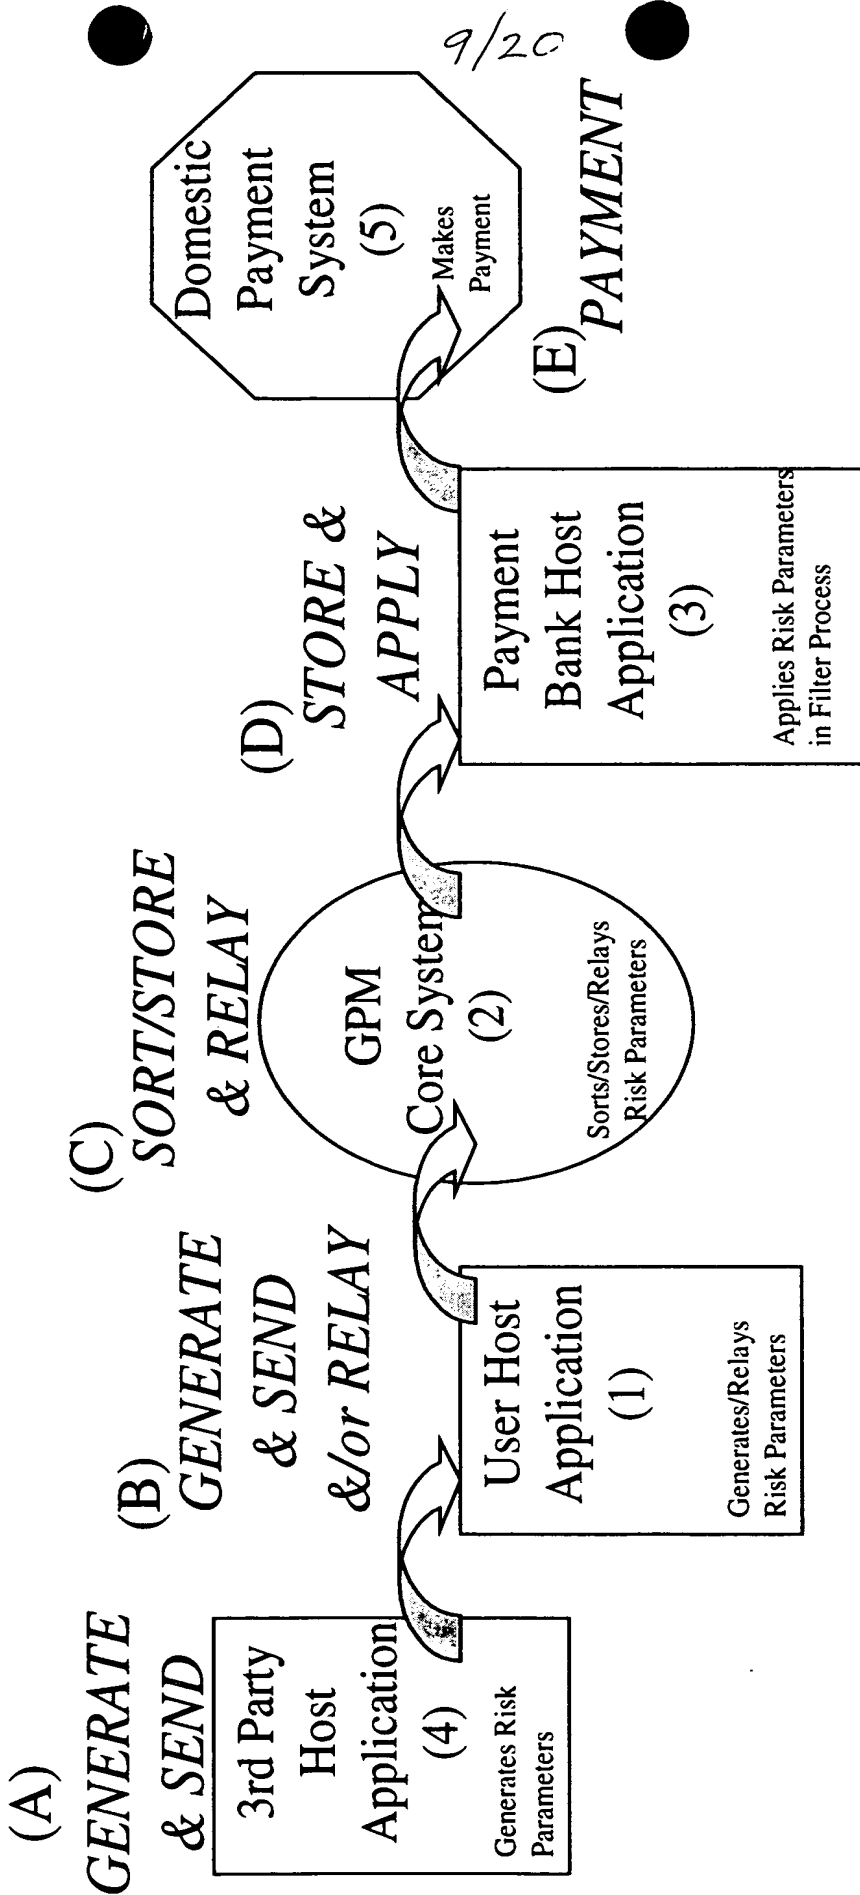 (A)
GENERATE
& SEND
3rd Party
Host
Application
(4)
Generates Risk
Parameters
(B)
GENERATE
& SEND
&/or RELAY
User Host
Application
(1)
Generates/Relays
Risk Parameters
(C)
SORT/STORE
& RELAY
GPM
Core System
(2)
Sorts/Stores/Relays
Risk Parameters
(D)
STORE &
APPLY
Payment
Bank Host
Application
(3)
Applies Risk Parameters
in Filter Process
Domestic
Payment
System
(5)
Makes
Payment
(E)
PAYMENT
9/20